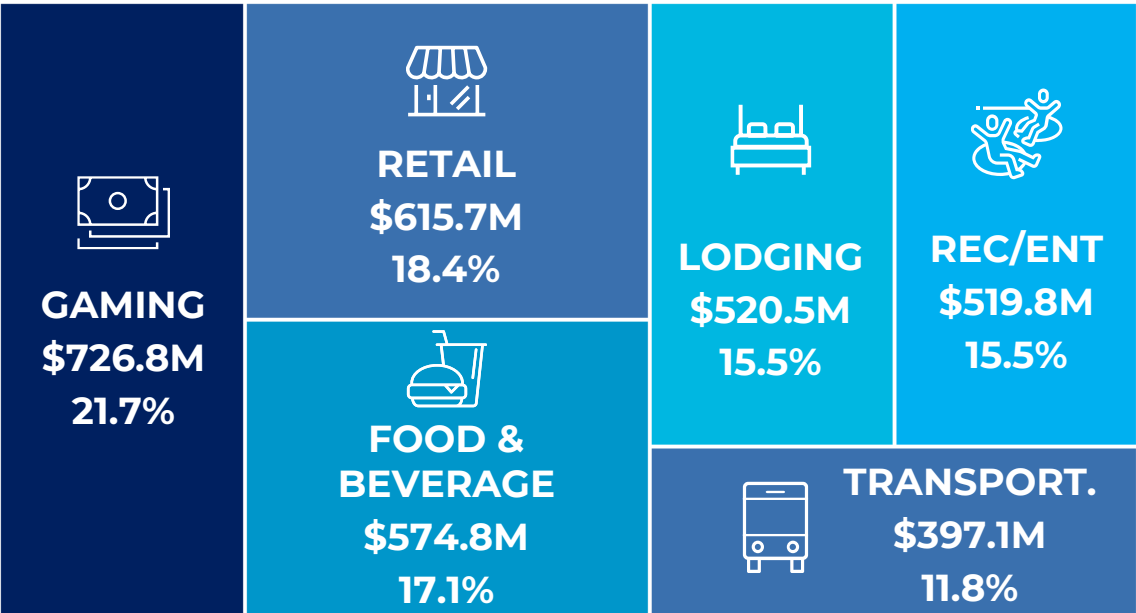 GAMING
$726.8M
21.7%
RETAIL
$615.7M
18.4%
FOOD &
BEVERAGE
$574.8M
17.1%
LODGING
$520.5M
15.5%
REC/ENT
$519.8M
15.5%
TRANSPORT.
$397.1M
11.8%